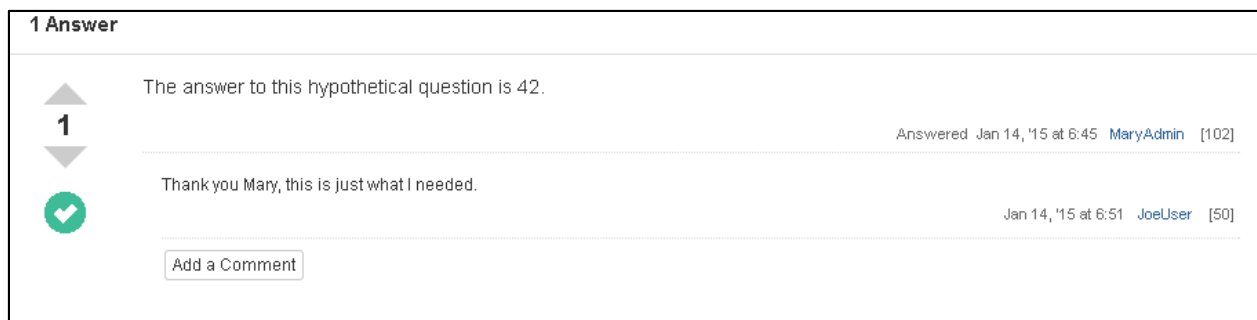 1 Answer
The answer to this hypothetical question is 42.
1
Answered Jan 14, '15 at 6:45 MaryAdmin [102]
Thank you Mary, this is just what I needed.
Jan 14, '15 at 6:51 JoeUser [50]
Add a Comment